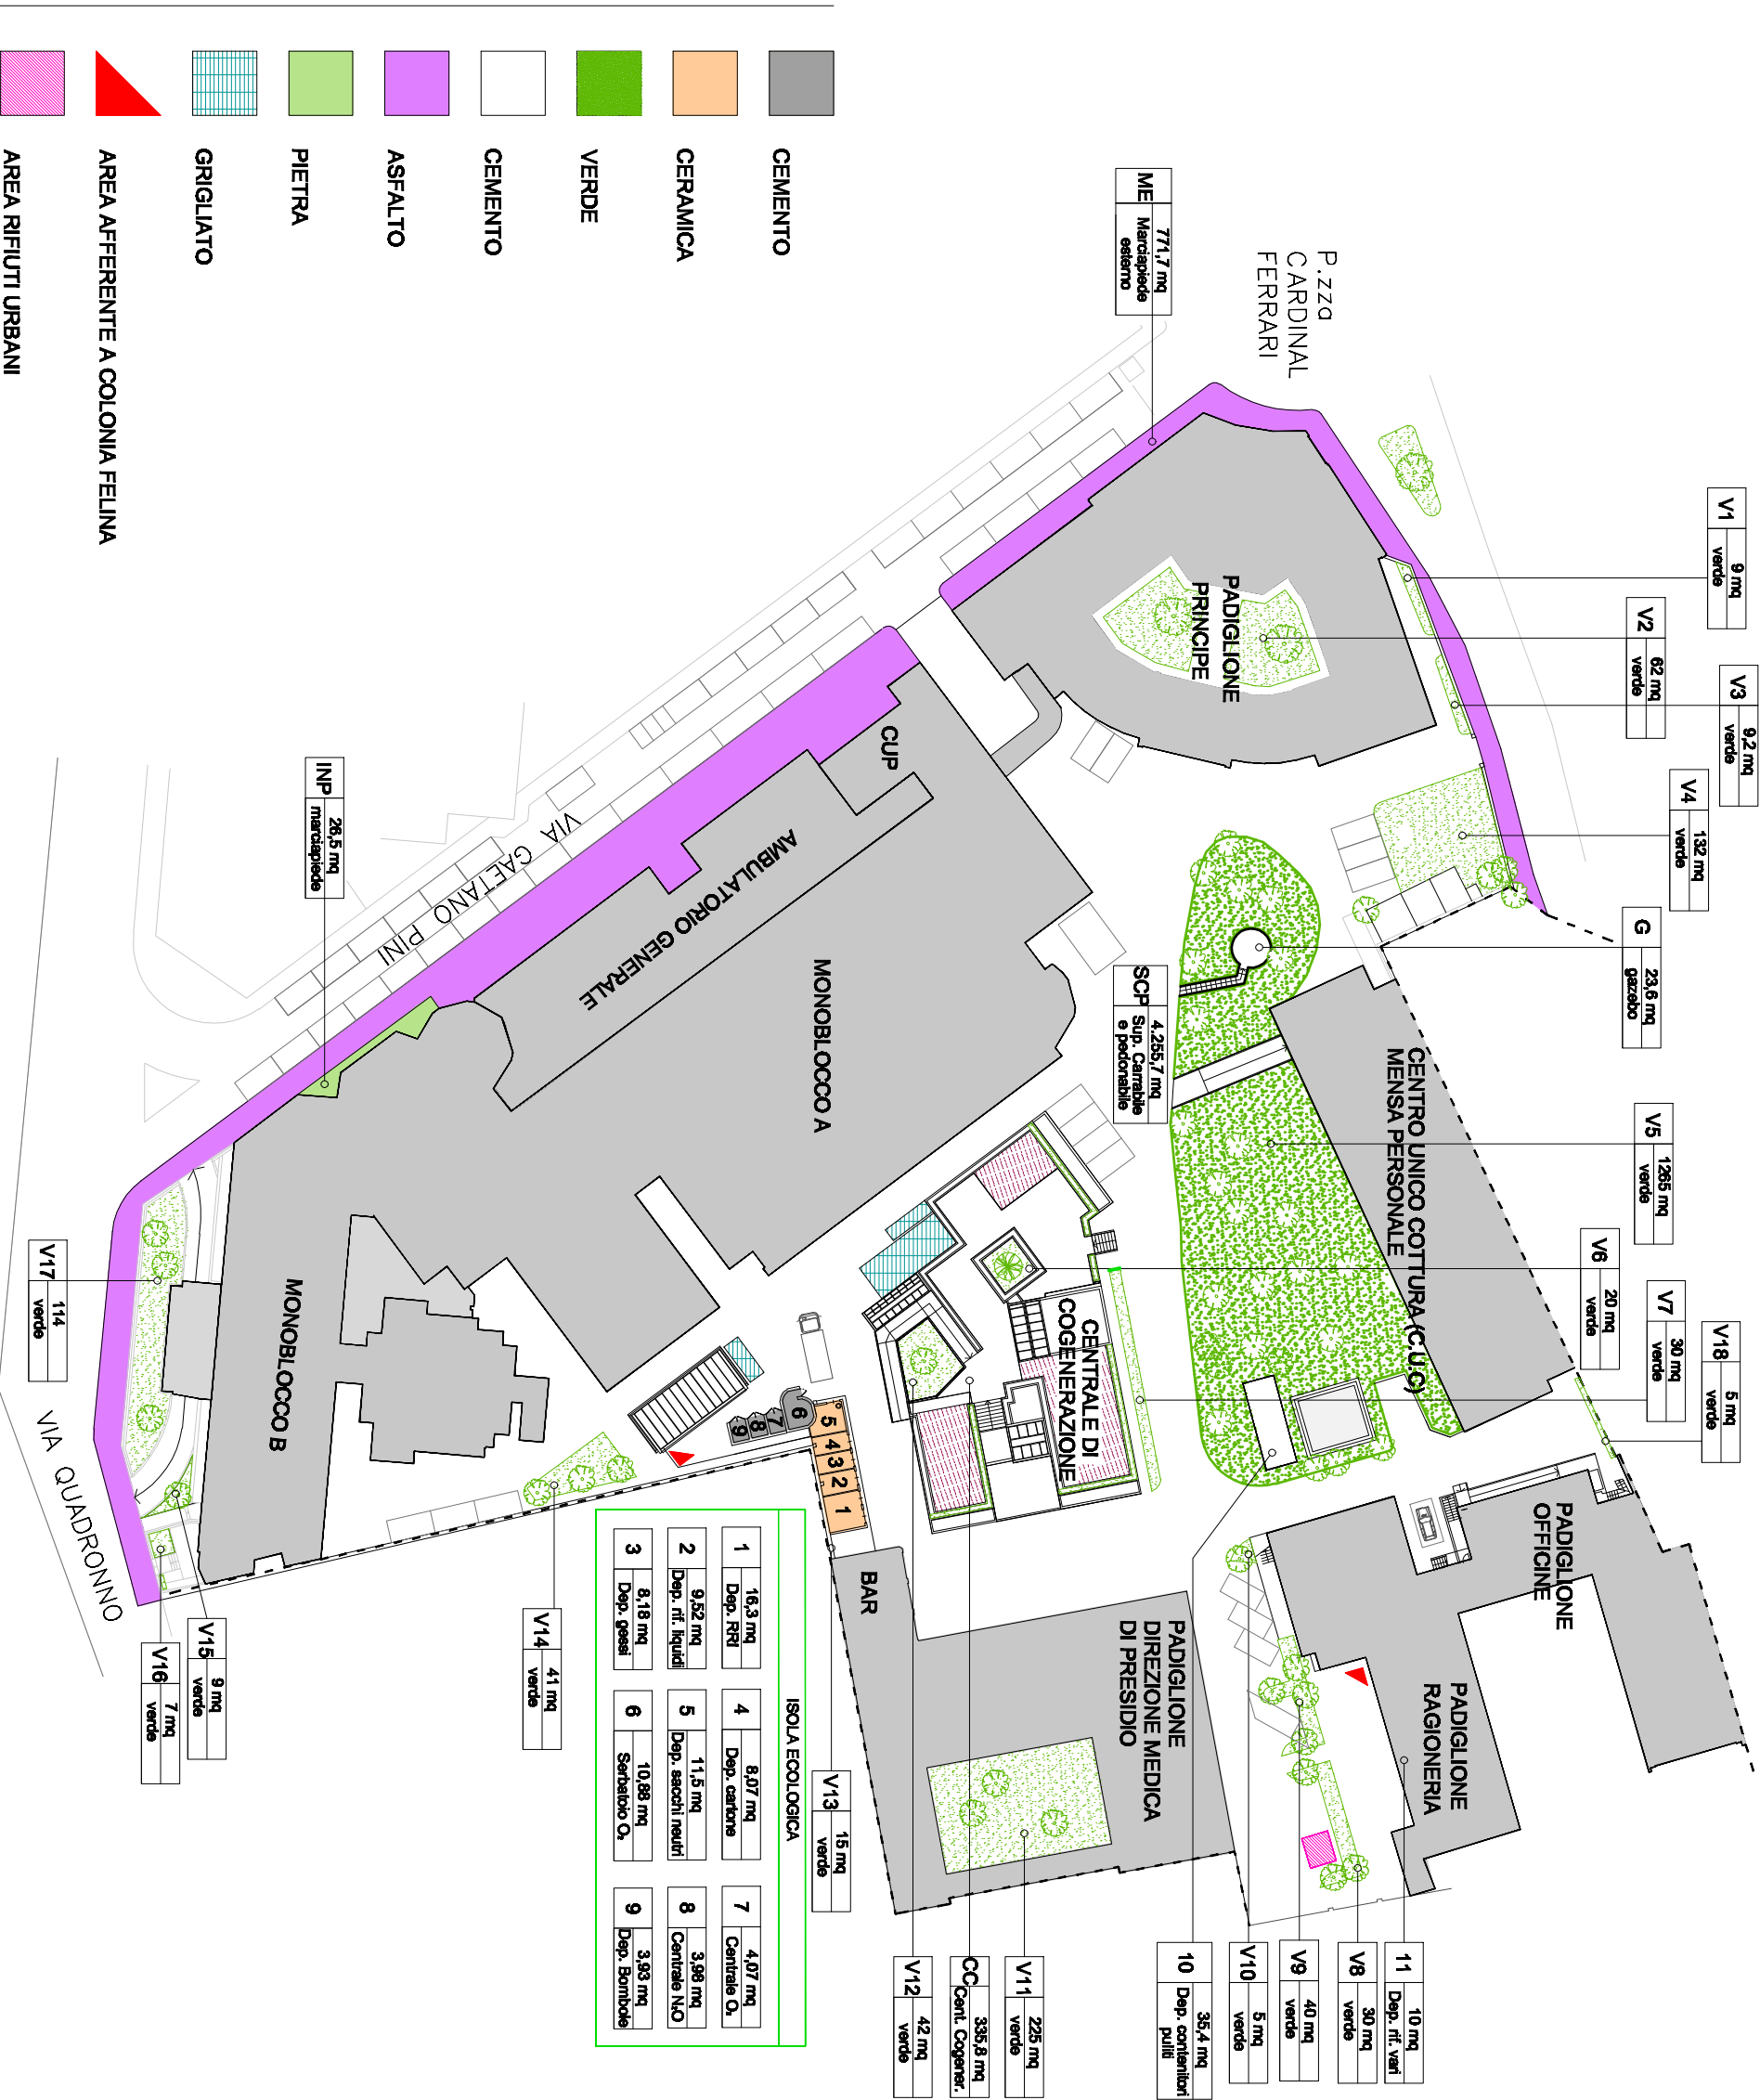 CEMENTO
CERAMICA
VERDE
CEMENTO
ASFALTO
PIETRA
GRIGLIATO
AREA AFFERENTE A COLONIA FELINA
AREA RIFIUTI URBANI
P.zza
CARDINAL
FERRARI
ME
771,7 mq
Marciapiede
esterno
V1
9 mq
verde
V2
62 mq
verde
V3
9,2 mq
verde
V4
132 mq
verde
G
23,6 mq
gazebo
V5
1265 mq
verde
V6
20 mq
verde
V7
30 mq
verde
V18
5 mq
verde
PADIGLIONE
PRINCIPE
CUP
AMBULATORIO GENERALE
VIA GAETANO PINI
MONOBLOCCO A
INP
26,5 mq
marciapiede
SCP
4.255,7 mq
Sup. Carrabile
e pedonabile
CENTRO UNICO COTTURA (C.U.C)
MENSA PERSONALE
CENTRALE DI
COGENERAZIONE
MONOBLOCCO B
V17
114
verde
VIA QUADRONNO
PADIGLIONE
OFFICINE
PADIGLIONE
RAGIONERIA
PADIGLIONE
DIREZIONE MEDICA
DI PRESIDIO
BAR
1
2
3
4
5
6
7
8
9
V16
7 mq
verde
V15
9 mq
verde
V14
41 mq
verde
V13
15 mq
verde
ISOLA ECOLOGICA
1
16,3 mq
Dep. RRI
4
8,07 mq
Dep. cartone
7
4,07 mq
Centrale O₂
2
9,52 mq
Dep. rif. liquidi
5
11,5 mq
Dep. sacchi neutri
8
3,98 mq
Centrale N₂O
3
8,18 mq
Dep. gessi
6
10,88 mq
Serbatoio O₂
9
3,93 mq
Dep. Bombole
V12
42 mq
verde
CC
335,8 mq
Cent. Cogener.
V11
225 mq
verde
10
35,4 mq
Dep. contenitori
puliti
V10
5 mq
verde
V9
40 mq
verde
V8
30 mq
verde
11
10 mq
Dep. rif. vari